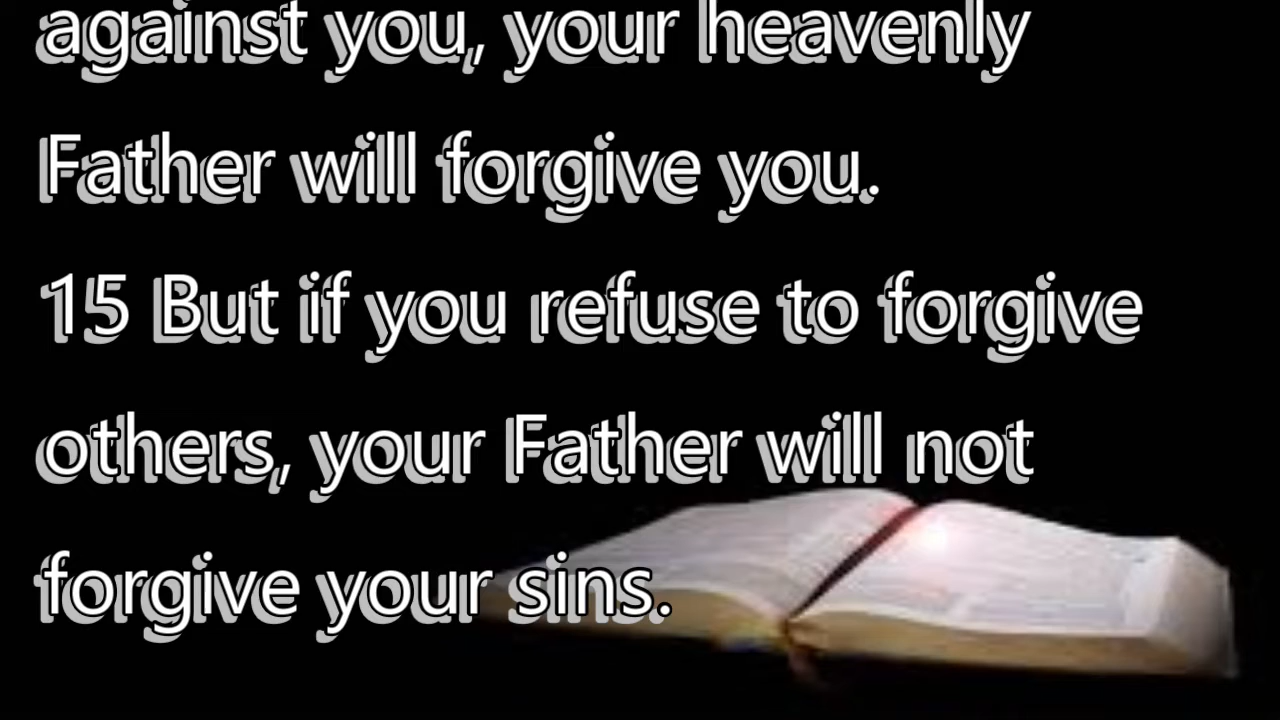 against you, your heavenly
Father will forgive you.
15 But if you refuse to forgive
others, your Father will not
forgive your sins.